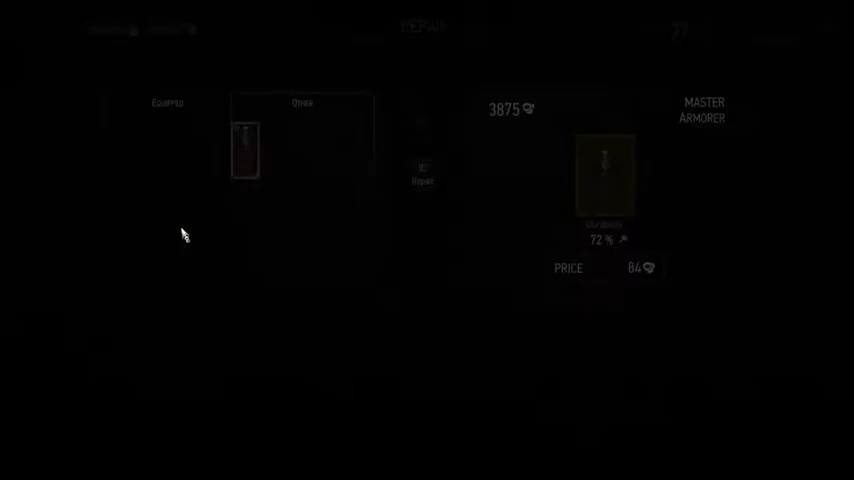 REPAIR
EQUIPPED
OTHER
3875
MASTER
ARMORER
Repair
Durability
72 %
PRICE
84